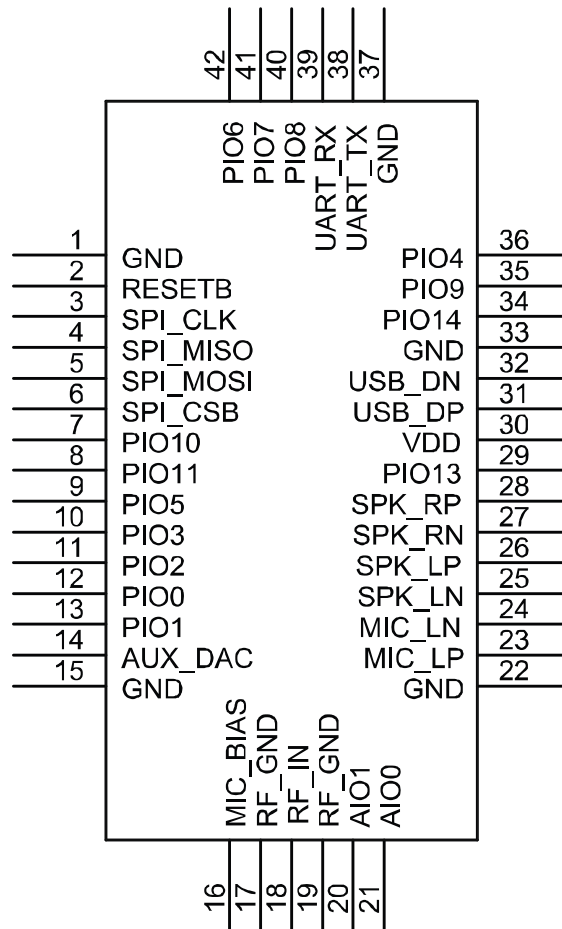 42 41 40 39 38 37
PIO6 PIO7 PIO8 UART_RX UART_TX GND
1 GND PIO4 36
2 RESETB PIO9 35
3 SPI_CLK PIO14 34
4 SPI_MISO GND 33
5 SPI_MOSI USB_DN 32
6 SPI_CSB USB_DP 31
7 PIO10 VDD 30
8 PIO11 PIO13 29
9 PIO5 SPK_RP 28
10 PIO3 SPK_RN 27
11 PIO2 SPK_LP 26
12 PIO0 SPK_LN 25
13 PIO1 MIC_LN 24
14 AUX_DAC MIC_LP 23
15 GND GND 22
MIC_BIAS RF_GND RF_IN RF_GND AIO1 AIO0
16 17 18 19 20 21